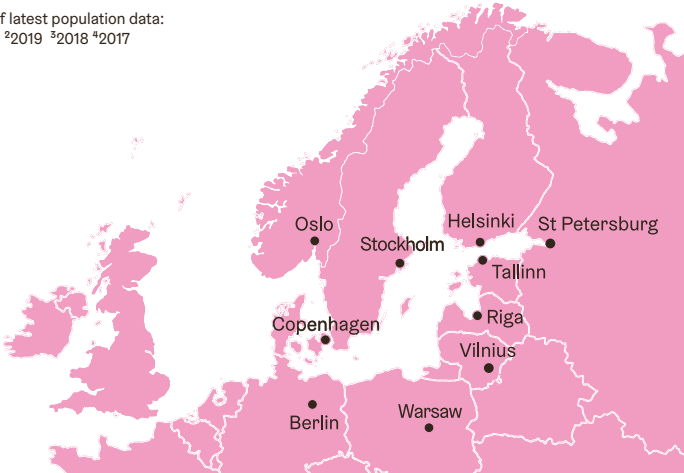 f latest population data:
²2019 ³2018 ⁴2017
Oslo
Helsinki
St Petersburg
Stockholm
Tallinn
Copenhagen
Riga
Vilnius
Berlin
Warsaw